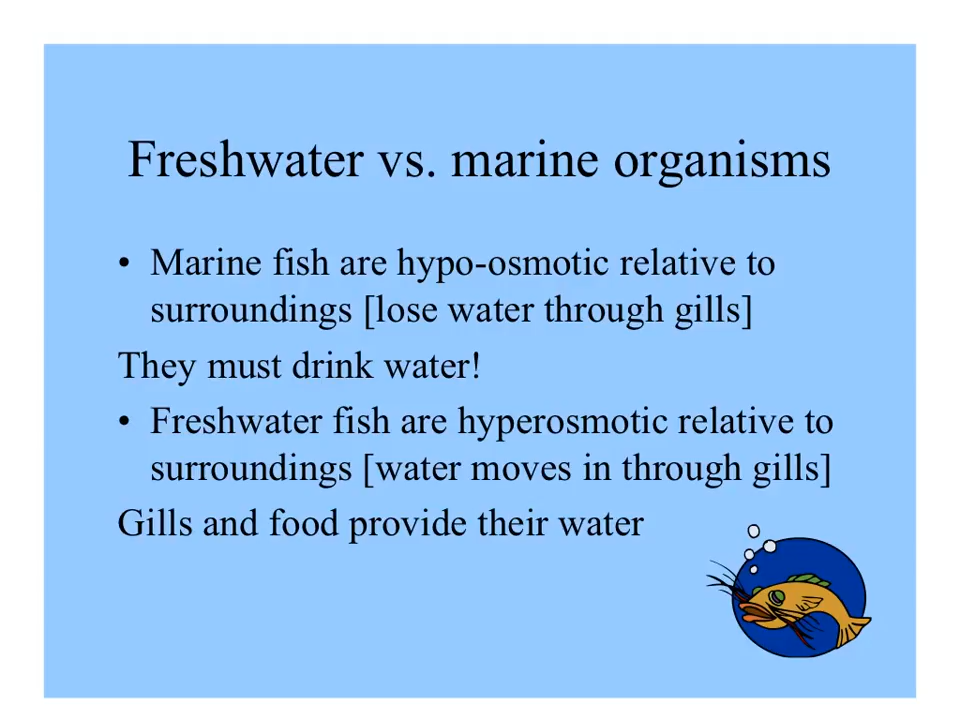 Freshwater vs. marine organisms
• Marine fish are hypo-osmotic relative to
surroundings [lose water through gills]
They must drink water!
• Freshwater fish are hyperosmotic relative to
surroundings [water moves in through gills]
Gills and food provide their water